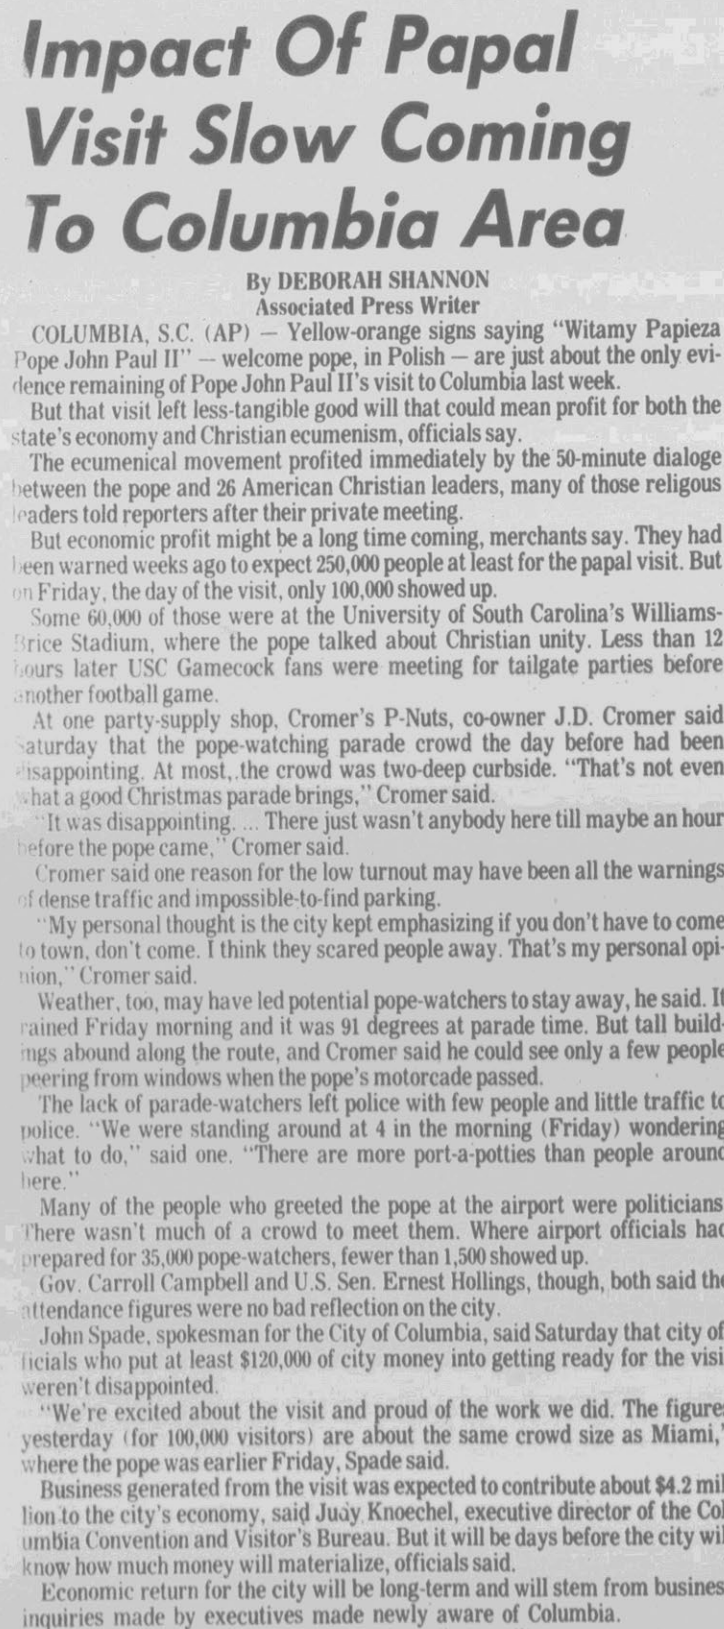 Impact Of Papal
Visit Slow Coming
To Columbia Area
By DEBORAH SHANNON
Associated Press Writer
COLUMBIA, S.C. (AP) — Yellow-orange signs saying "Witamy Papieza
Pope John Paul II" — welcome pope, in Polish — are just about the only evi-
dence remaining of Pope John Paul II's visit to Columbia last week.
But that visit left less-tangible good will that could mean profit for both the
state's economy and Christian ecumenism, officials say.
The ecumenical movement profited immediately by the 50-minute dialoge
between the pope and 26 American Christian leaders, many of those religous
leaders told reporters after their private meeting.
But economic profit might be a long time coming, merchants say. They had
been warned weeks ago to expect 250,000 people at least for the papal visit. But
on Friday, the day of the visit, only 100,000 showed up.
Some 60,000 of those were at the University of South Carolina's Williams-
Brice Stadium, where the pope talked about Christian unity. Less than 12
hours later USC Gamecock fans were meeting for tailgate parties before
another football game.
At one party-supply shop, Cromer's P-Nuts, co-owner J.D. Cromer said
Saturday that the pope-watching parade crowd the day before had been
disappointing. At most, the crowd was two-deep curbside. "That's not even
what a good Christmas parade brings," Cromer said.
"It was disappointing. ... There just wasn't anybody here till maybe an hour
before the pope came," Cromer said.
Cromer said one reason for the low turnout may have been all the warnings
of dense traffic and impossible-to-find parking.
"My personal thought is the city kept emphasizing if you don't have to come
to town, don't come. I think they scared people away. That's my personal opi-
nion," Cromer said.
Weather, too, may have led potential pope-watchers to stay away, he said. It
rained Friday morning and it was 91 degrees at parade time. But tall build-
ings abound along the route, and Cromer said he could see only a few people
peering from windows when the pope's motorcade passed.
The lack of parade-watchers left police with few people and little traffic to
police. "We were standing around at 4 in the morning (Friday) wondering
what to do," said one. "There are more port-a-potties than people around
here."
Many of the people who greeted the pope at the airport were politicians
There wasn't much of a crowd to meet them. Where airport officials had
prepared for 35,000 pope-watchers, fewer than 1,500 showed up.
Gov. Carroll Campbell and U.S. Sen. Ernest Hollings, though, both said the
attendance figures were no bad reflection on the city.
John Spade, spokesman for the City of Columbia, said Saturday that city of
ficials who put at least $120,000 of city money into getting ready for the visi
weren't disappointed.
"We're excited about the visit and proud of the work we did. The figures
yesterday (for 100,000 visitors) are about the same crowd size as Miami,"
where the pope was earlier Friday, Spade said.
Business generated from the visit was expected to contribute about $4.2 mil
lion to the city's economy, said Judy Knoechel, executive director of the Col
umbia Convention and Visitor's Bureau. But it will be days before the city wil
know how much money will materialize, officials said.
Economic return for the city will be long-term and will stem from busines
inquiries made by executives made newly aware of Columbia.